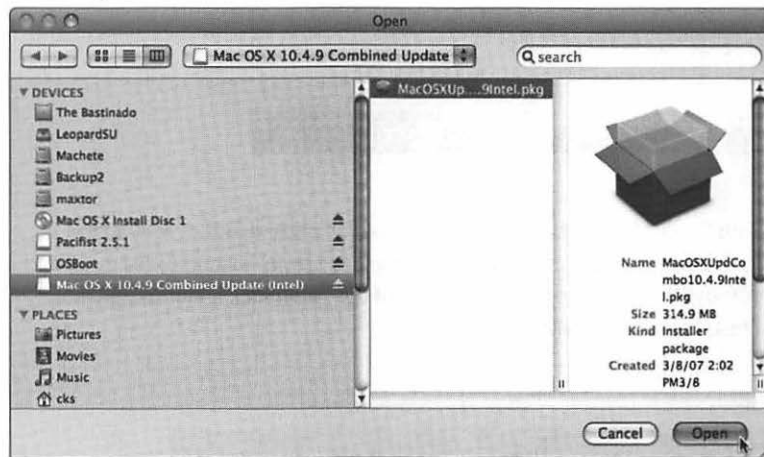 Open
Mac OS X 10.4.9 Combined Update
search
DEVICES
The Bastinado
LeopardSU
Machete
Backup2
maxtor
Mac OS X Install Disc 1
Pacifist 2.5.1
OSBoot
Mac OS X 10.4.9 Combined Update (Intel)
PLACES
Pictures
Movies
Music
cks
MacOSXUp....9Intel.pkg
Name MacOSXUpdCo
mbo10.4.9Inte
l.pkg
Size 314.9 MB
Kind Installer
package
Created 3/8/07 2:02
PM3/8
Cancel
Open